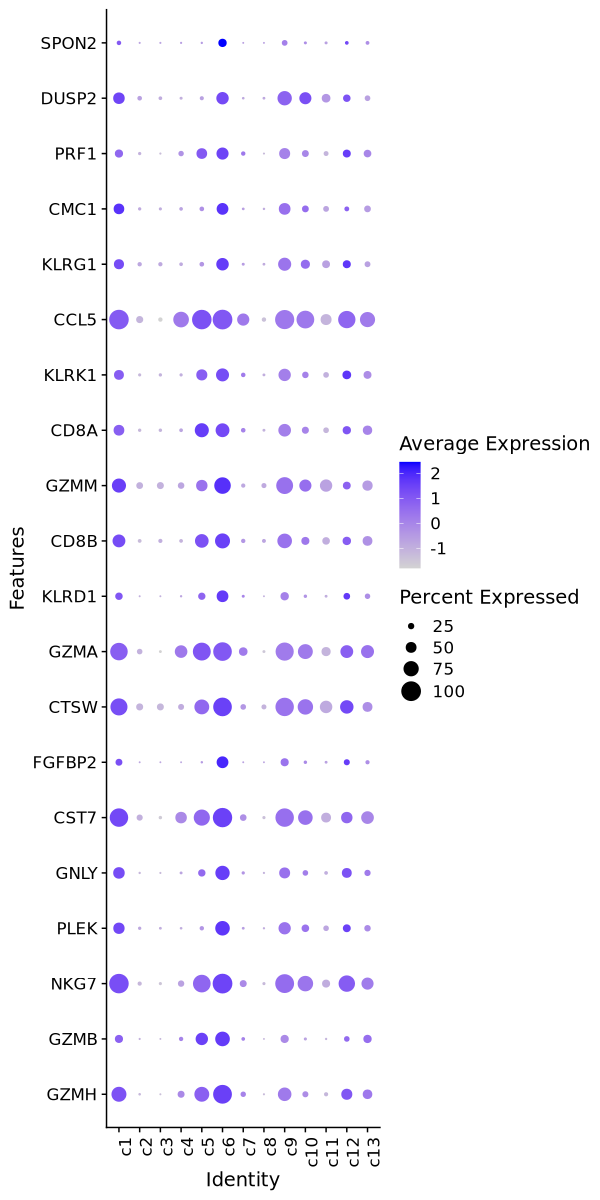 SPON2
DUSP2
PRF1
CMC1
KLRG1
CCL5
KLRK1
CD8A
GZMM
CD8B
KLRD1
GZMA
CTSW
FGFBP2
CST7
GNLY
PLEK
NKG7
GZMB
GZMH
Features
c1 c2 c3 c4 c5 c6 c7 c8 c9 c10 c11 c12 c13
Identity
Average Expression
2
1
0
-1
Percent Expressed
25
50
75
100